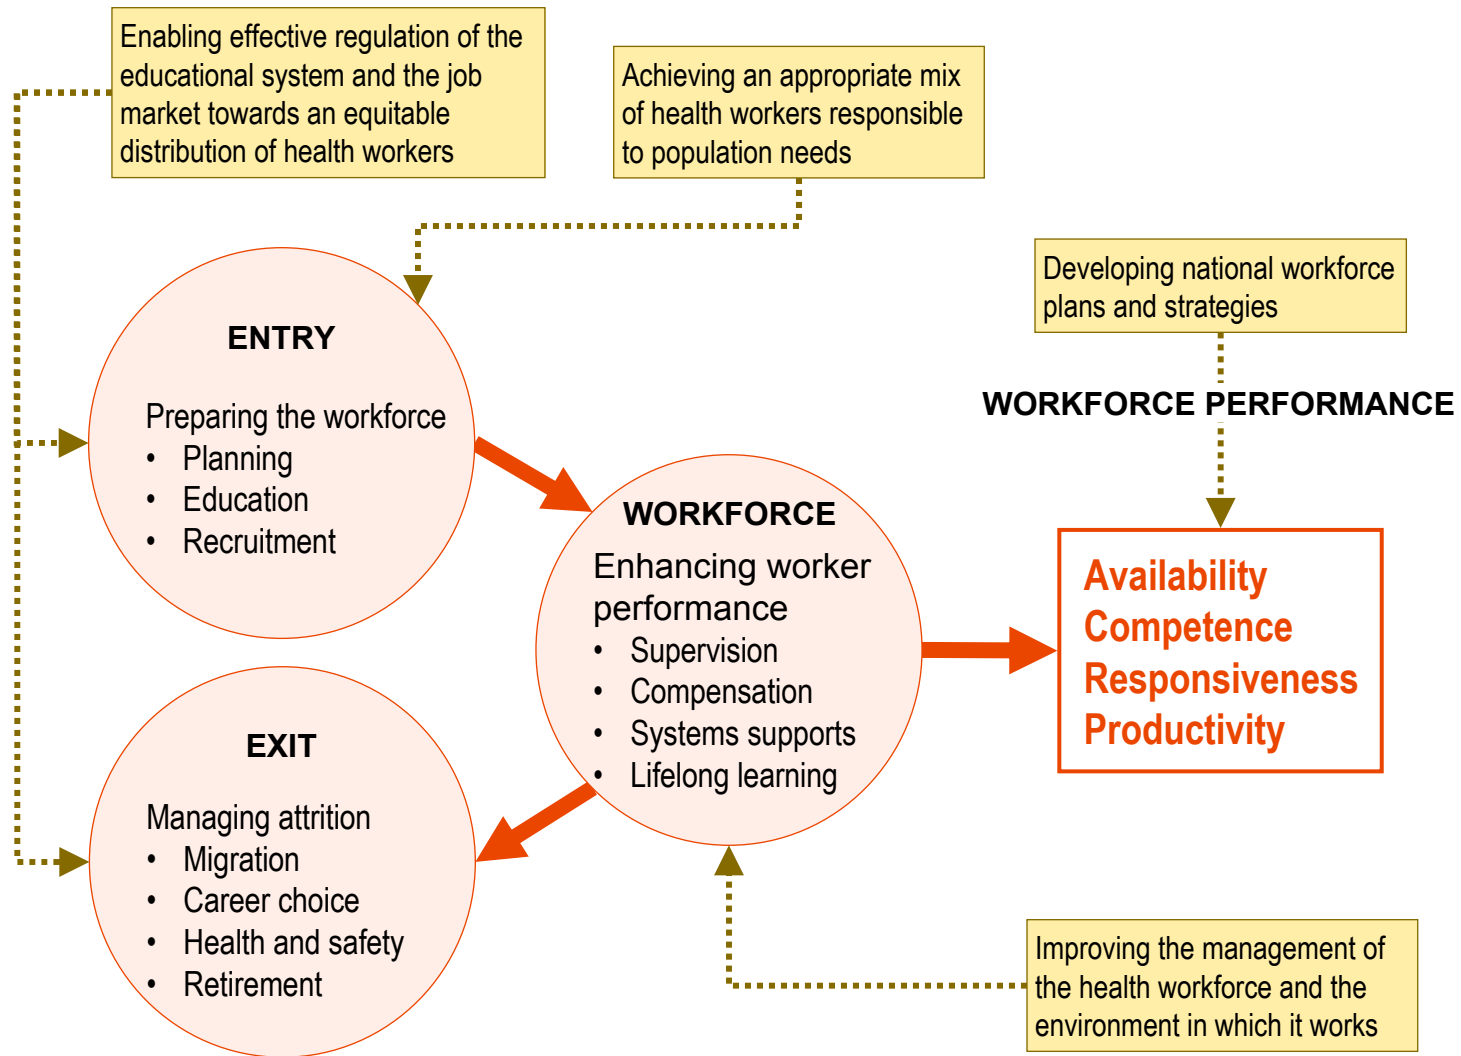 Enabling effective regulation of the
educational system and the job
market towards an equitable
distribution of health workers
Achieving an appropriate mix
of health workers responsible
to population needs
Developing national workforce
plans and strategies
ENTRY
Preparing the workforce
• Planning
• Education
• Recruitment
WORKFORCE PERFORMANCE
WORKFORCE
Enhancing worker
performance
• Supervision
• Compensation
• Systems supports
• Lifelong learning
Availability
Competence
Responsiveness
Productivity
EXIT
Managing attrition
• Migration
• Career choice
• Health and safety
• Retirement
Improving the management of
the health workforce and the
environment in which it works